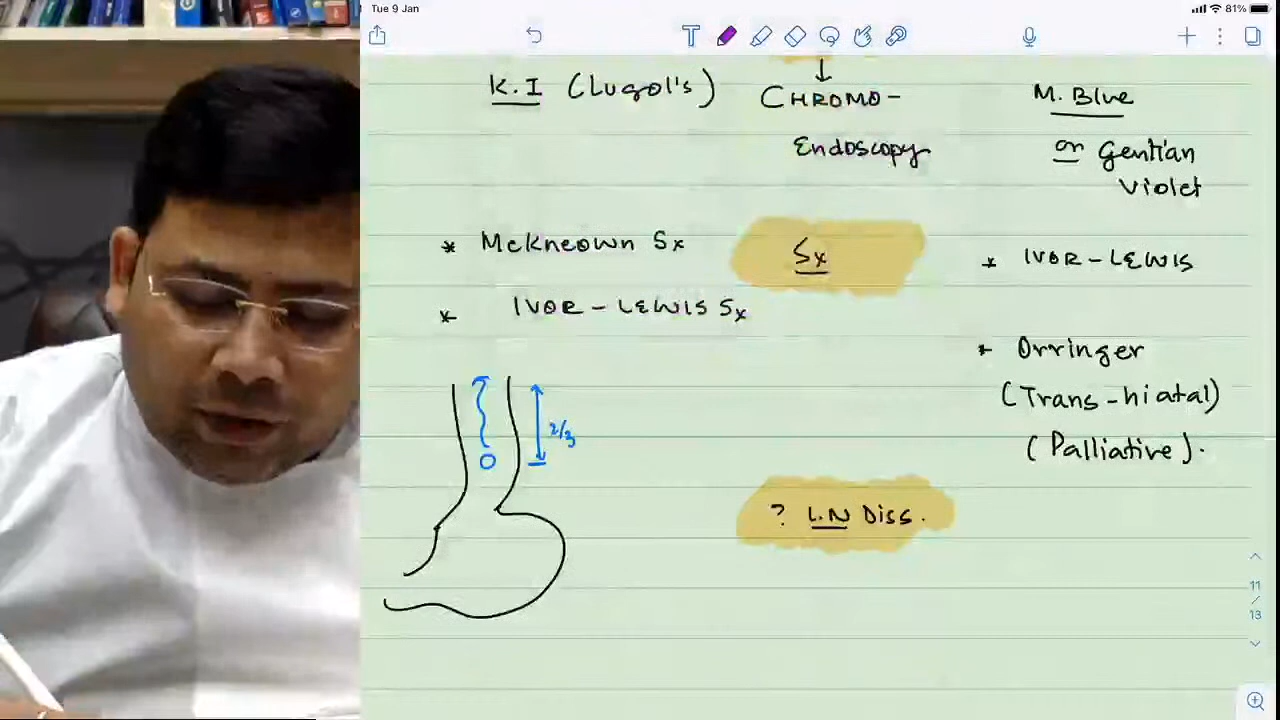 Tue 9 Jan
81%
K.I (Lugol's)
CHROMO-
Endoscopy
M. Blue
on Gentian
Violet
* McKneown Sx
Sx
* IVOR-LEWIS
* IVOR-LEWIS Sx
* Orringer
(Trans-hiatal)
(Palliative).
2/3
? L.N Diss.
11
/
13